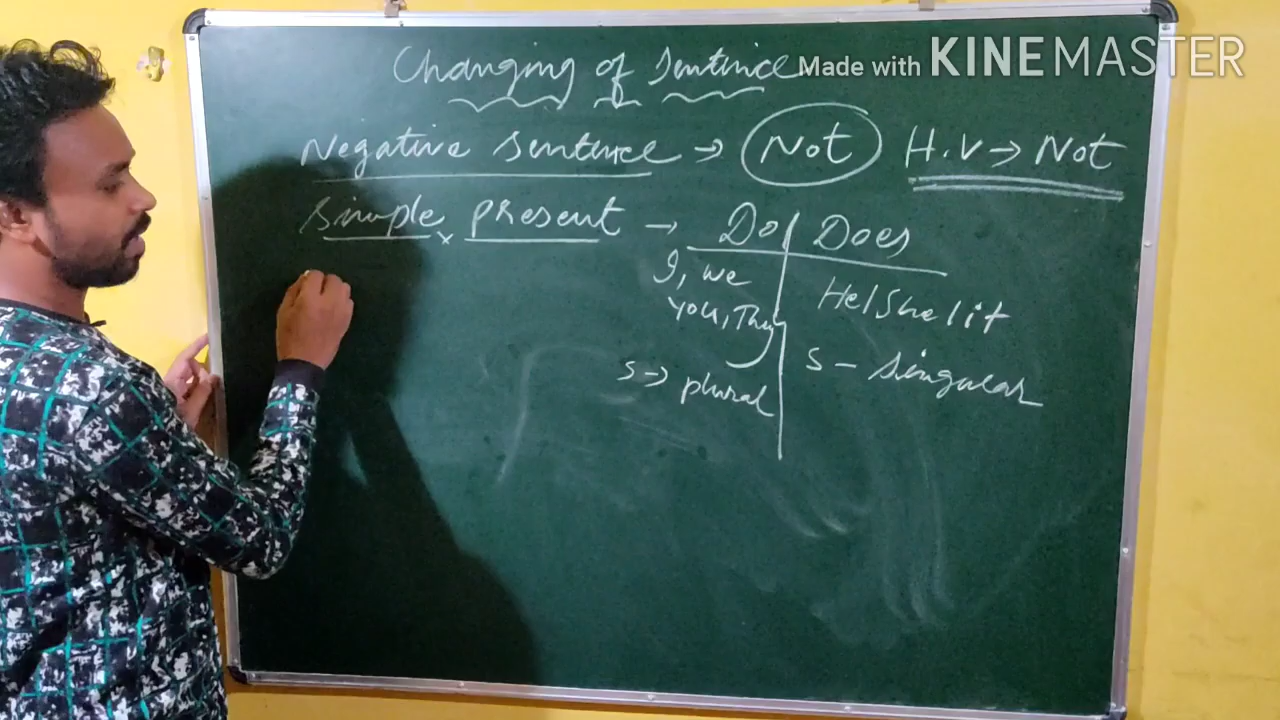 Changing of Sentence
Made with KINEMASTER
Negative Sentence → Not H.V → Not
Simple x present → Do Does
I, we He/She/it
You, They
S → plural S - Singular